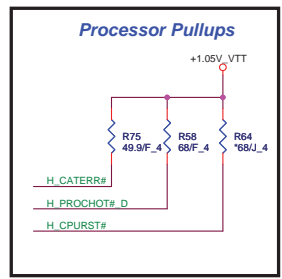 Processor Pullups
+1.05V_VTT
R75
49.9/F_4
R58
68/F_4
R64
*68/J_4
H_CATERR#
H_PROCHOT#_D
H_CPURST#